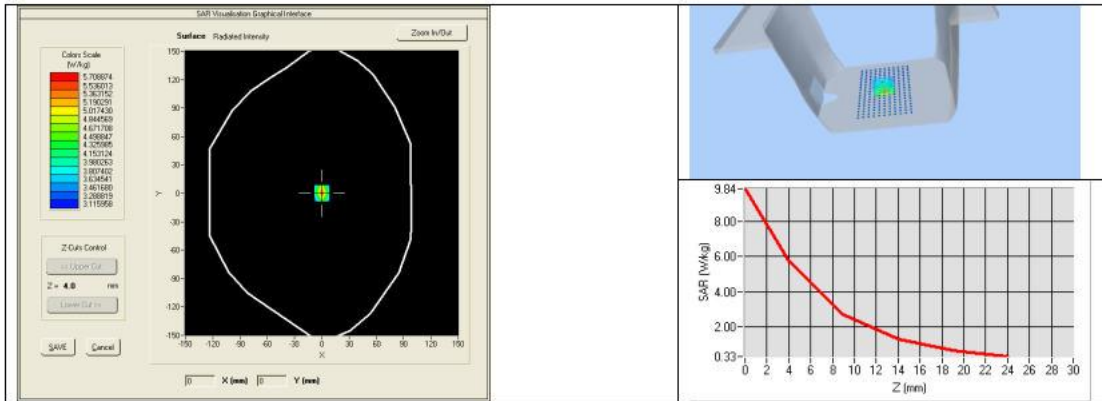 SAR Visualisation Graphical Interface
Surface Radiated Intensity
Zoom In/Out
Colors Scale
(W/kg)
5.708874
5.536013
5.363152
5.190291
5.017430
4.844569
4.671708
4.498847
4.325985
4.153124
3.980263
3.807402
3.634541
3.461680
3.288819
3.115958
Z-Cuts Control
<< Upper Cut
Z = 4.0 mm
Lower Cut >>
SAVE Cancel
150
120
90
60
30
Y 0
-30
-60
-90
-120
-150
-150 -120 -90 -60 -30 0 30 60 90 120 150
X
0 X (mm) 0 Y (mm)
9.84
8.00
6.00
4.00
2.00
0.33
SAR (W/kg)
0 2 4 6 8 10 12 14 16 18 20 22 24 26 28 30
Z (mm)